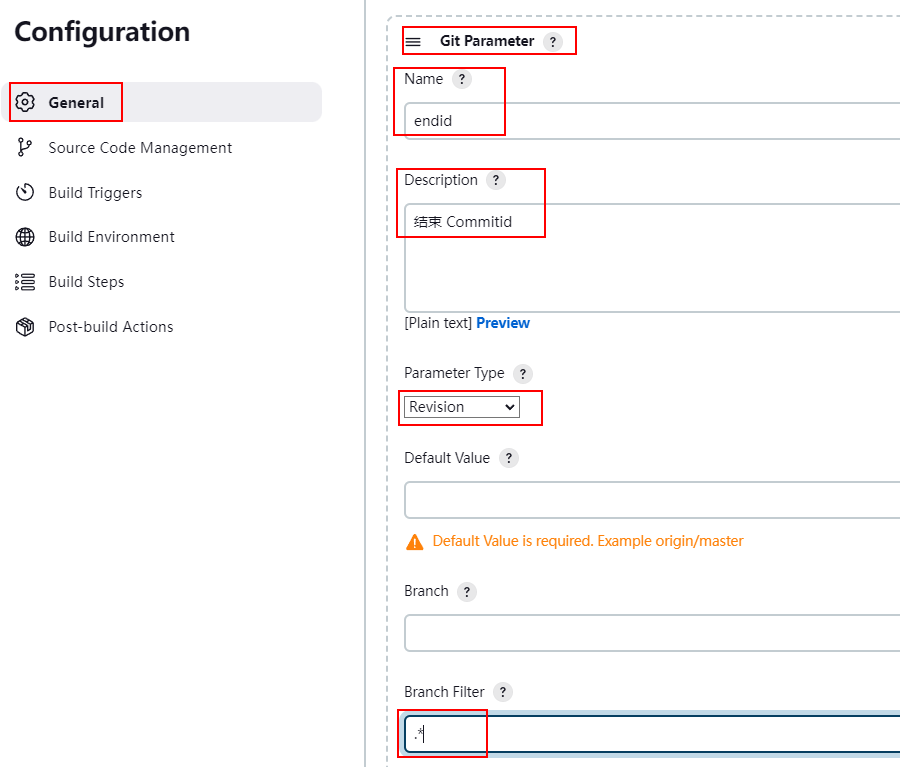 Configuration
General
Source Code Management
Build Triggers
Build Environment
Build Steps
Post-build Actions
Git Parameter ?
Name ?
endid
Description ?
结束 Commitid
[Plain text] Preview
Parameter Type ?
Revision
Default Value ?
Default Value is required. Example origin/master
Branch ?
Branch Filter ?
.*